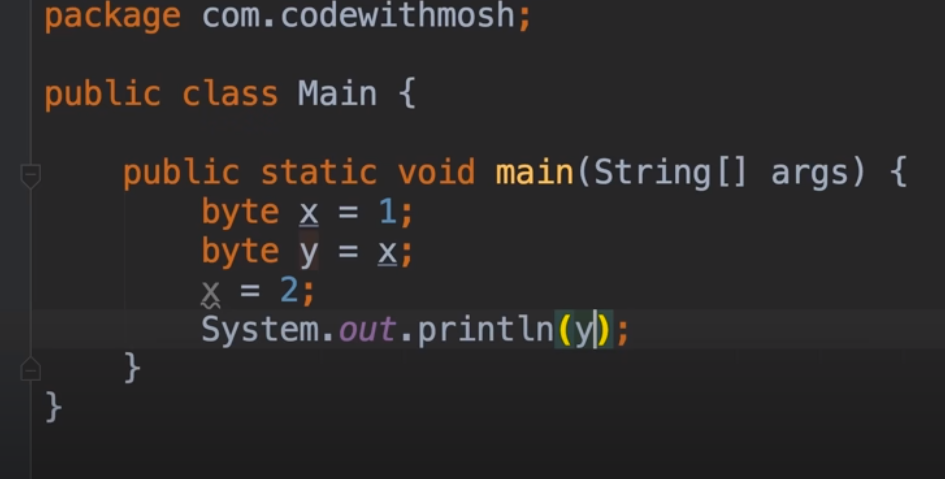 package com.codewithmosh;
public class Main {
public static void main(String[] args) {
byte x = 1;
byte y = x;
x = 2;
System.out.println(y);
}
}